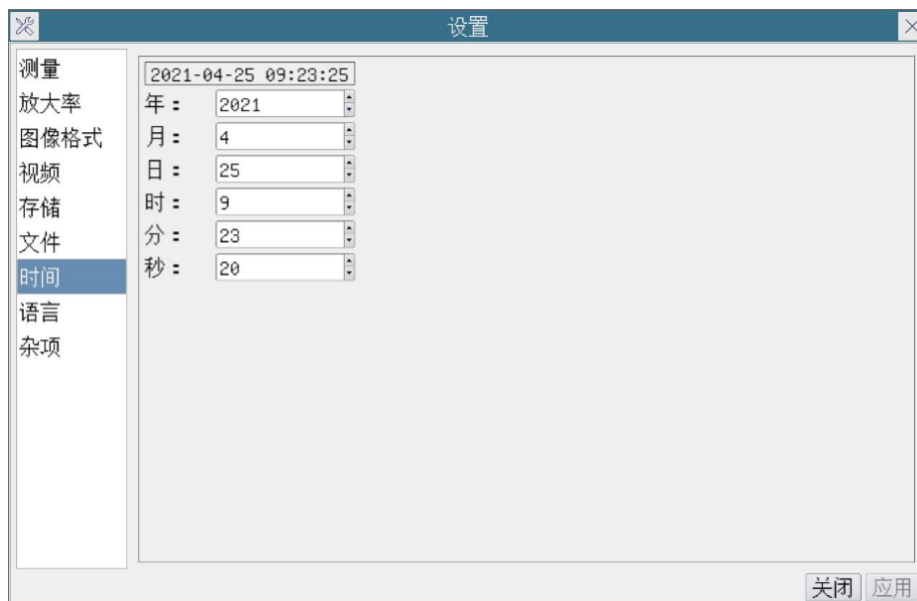 设置
测量
放大率
图像格式
视频
存储
文件
时间
语言
杂项
2021-04-25 09:23:25
年： 2021
月： 4
日： 25
时： 9
分： 23
秒： 20
关闭 应用